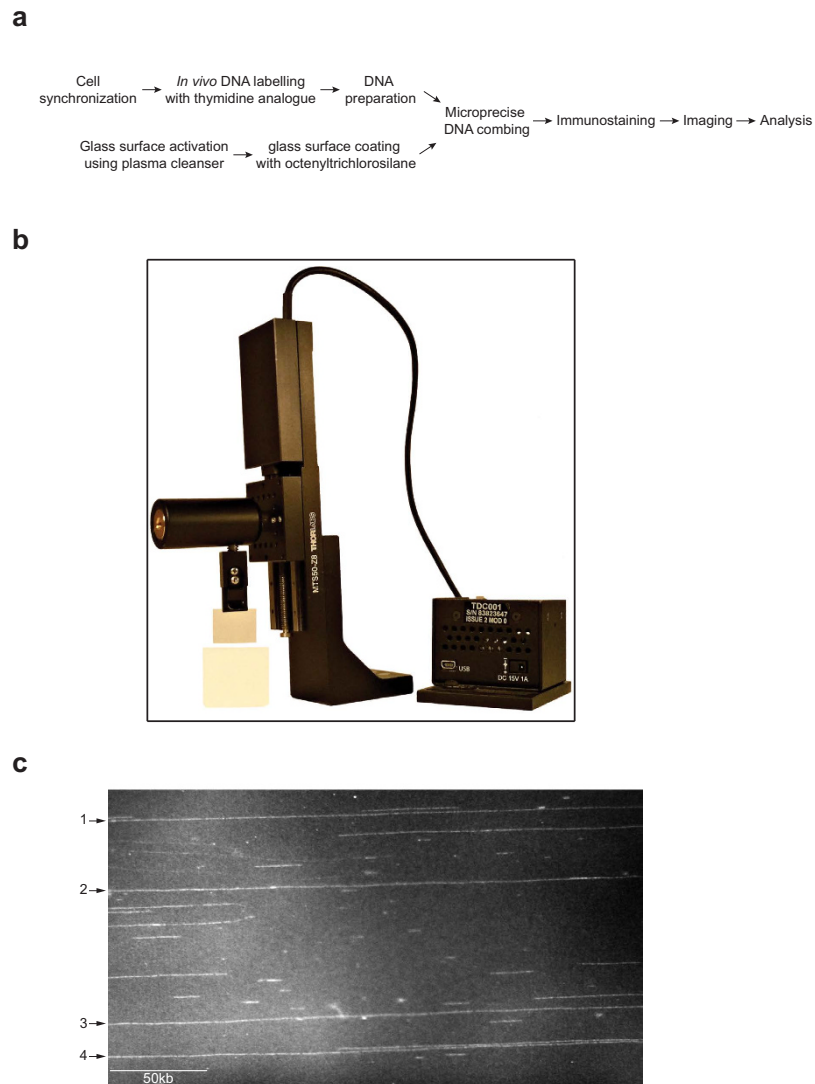 a
Cell
synchronization
In vivo DNA labelling
with thymidine analogue
DNA
preparation
Glass surface activation
using plasma cleanser
glass surface coating
with octenyltrichlorosilane
Microprecise
DNA combing
Immunostaining
Imaging
Analysis
b
MTS50-Z8 THORLABS
TDC001
S/N 83823647
ISSUE 2 MOD 0
USB
DC 15V 1A
c
1
2
3
4
50kb